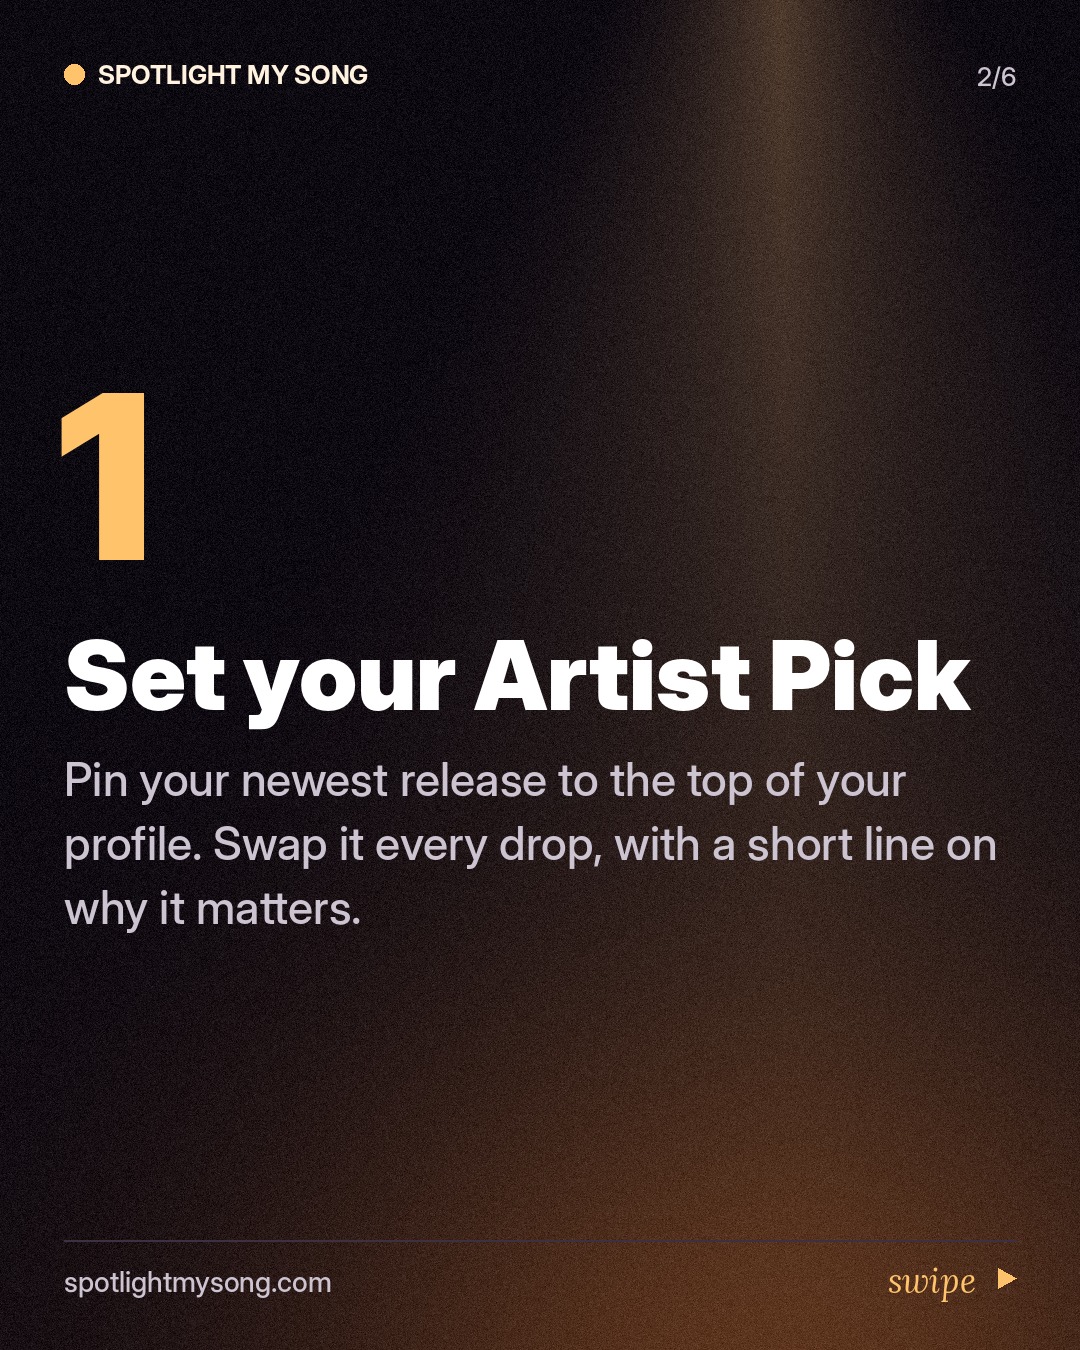 SPOTLIGHT MY SONG
2/6
1
Set your Artist Pick
Pin your newest release to the top of your
profile. Swap it every drop, with a short line on
why it matters.
spotlightmysong.com
swipe